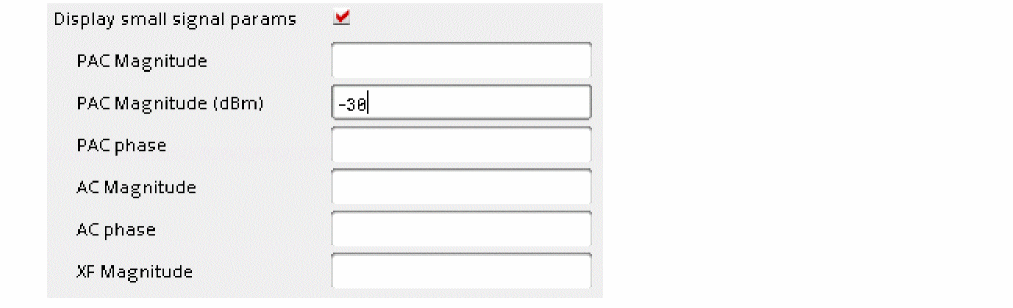 Display small signal params
PAC Magnitude
PAC Magnitude (dBm) -30
PAC phase
AC Magnitude
AC phase
XF Magnitude